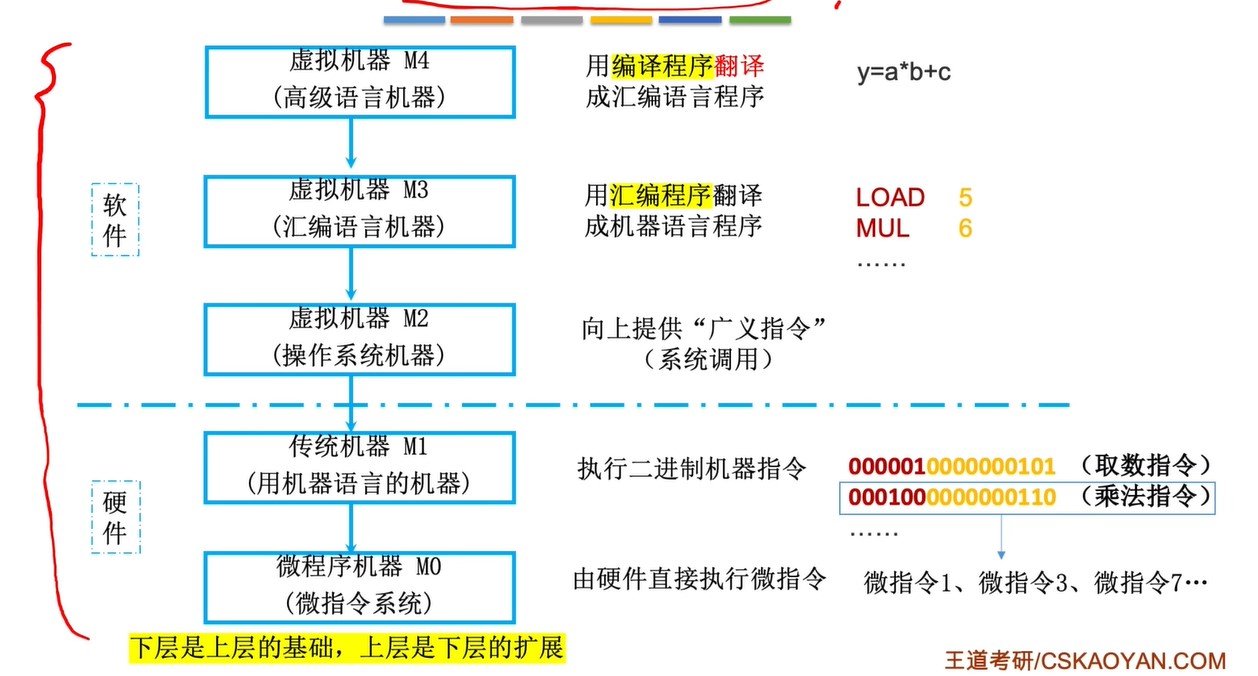 虚拟机器 M4
(高级语言机器)
用编译程序翻译
成汇编语言程序
y=a*b+c
软件
虚拟机器 M3
(汇编语言机器)
用汇编程序翻译
成机器语言程序
LOAD 5
MUL 6
……
虚拟机器 M2
(操作系统机器)
向上提供“广义指令”
（系统调用）
硬件
传统机器 M1
(用机器语言的机器)
执行二进制机器指令
0000010000000101 （取数指令）
0001000000000110 （乘法指令）
……
微程序机器 M0
(微指令系统)
由硬件直接执行微指令
微指令1、微指令3、微指令7…
下层是上层的基础，上层是下层的扩展
王道考研/CSKAOYAN.COM